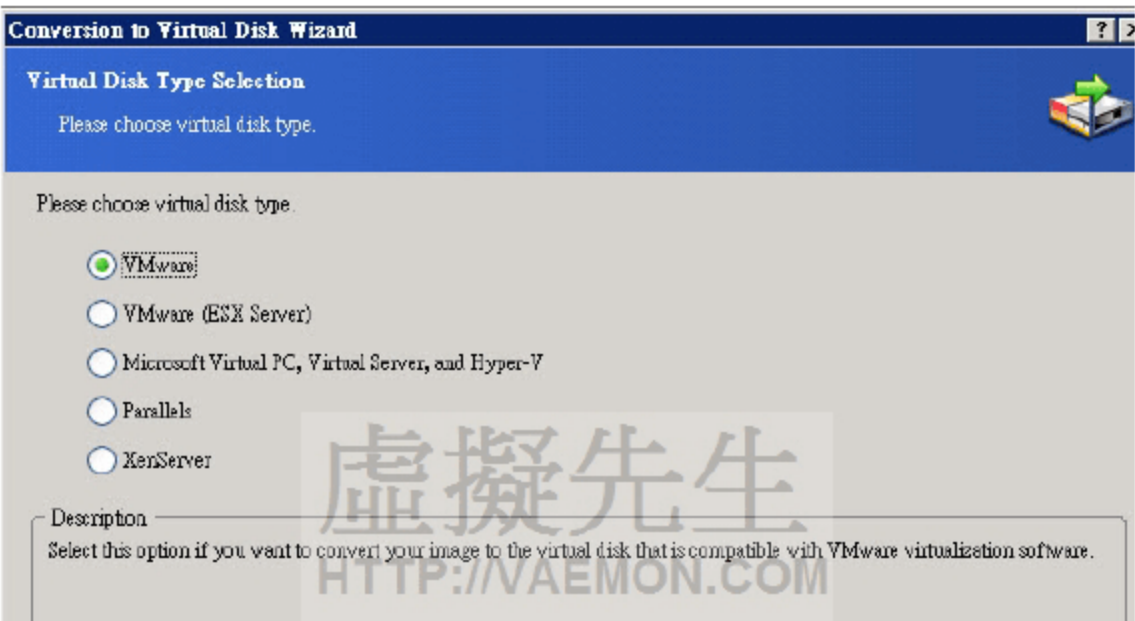 Conversion to Virtual Disk Wizard
Virtual Disk Type Selection
Please choose virtual disk type.
Please choose virtual disk type.
VMware
VMware (ESX Server)
Microsoft Virtual PC, Virtual Server, and Hyper-V
Parallels
XenServer
虛擬先生
Description
Select this option if you want to convert your image to the virtual disk that is compatible with VMware virtualization software.
HTTP://VAEMON.COM